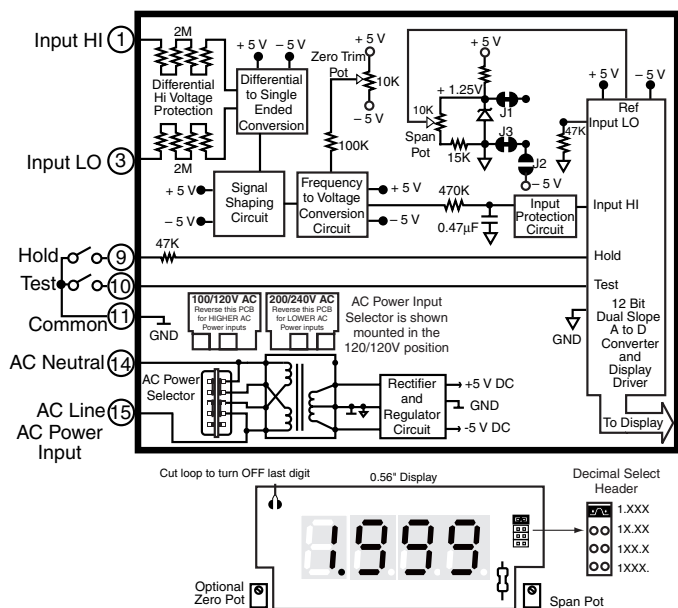 Input HI 1
2M
Differential
Hi Voltage
Protection
2M
Input LO 3
+ 5 V
– 5 V
Differential
to Single
Ended
Conversion
Zero Trim
Pot
+ 5 V
10K
– 5 V
100K
+ 5 V
– 5 V
Signal
Shaping
Circuit
Frequency
to Voltage
Conversion
Circuit
+ 5 V
– 5 V
+ 5 V
+ 1.25V
10K
Span
Pot
15K
J1
J3
J2
– 5 V
470K
0.47µF
Input
Protection
Circuit
+ 5 V
– 5 V
Ref
Input LO
47K
Input HI
Hold
Test
GND
12 Bit
Dual Slope
A to D
Converter
and
Display
Driver
To Display
Hold 9
47K
Test 10
Common 11
GND
100/120V AC
Reverse this PCB
for HIGHER AC
Power inputs
200/240V AC
Reverse this PCB
for LOWER AC
Power inputs
AC Power Input
Selector is shown
mounted in the
120/120V position
AC Neutral 14
AC Line 15
AC Power
Input
AC Power
Selector
Rectifier
and
Regulator
Circuit
+5 V DC
GND
-5 V DC
Cut loop to turn OFF last digit
0.56" Display
Decimal Select
Header
1.XXX
1X.XX
1XX.X
1XXX.
1.999
Optional
Zero Pot
Span Pot